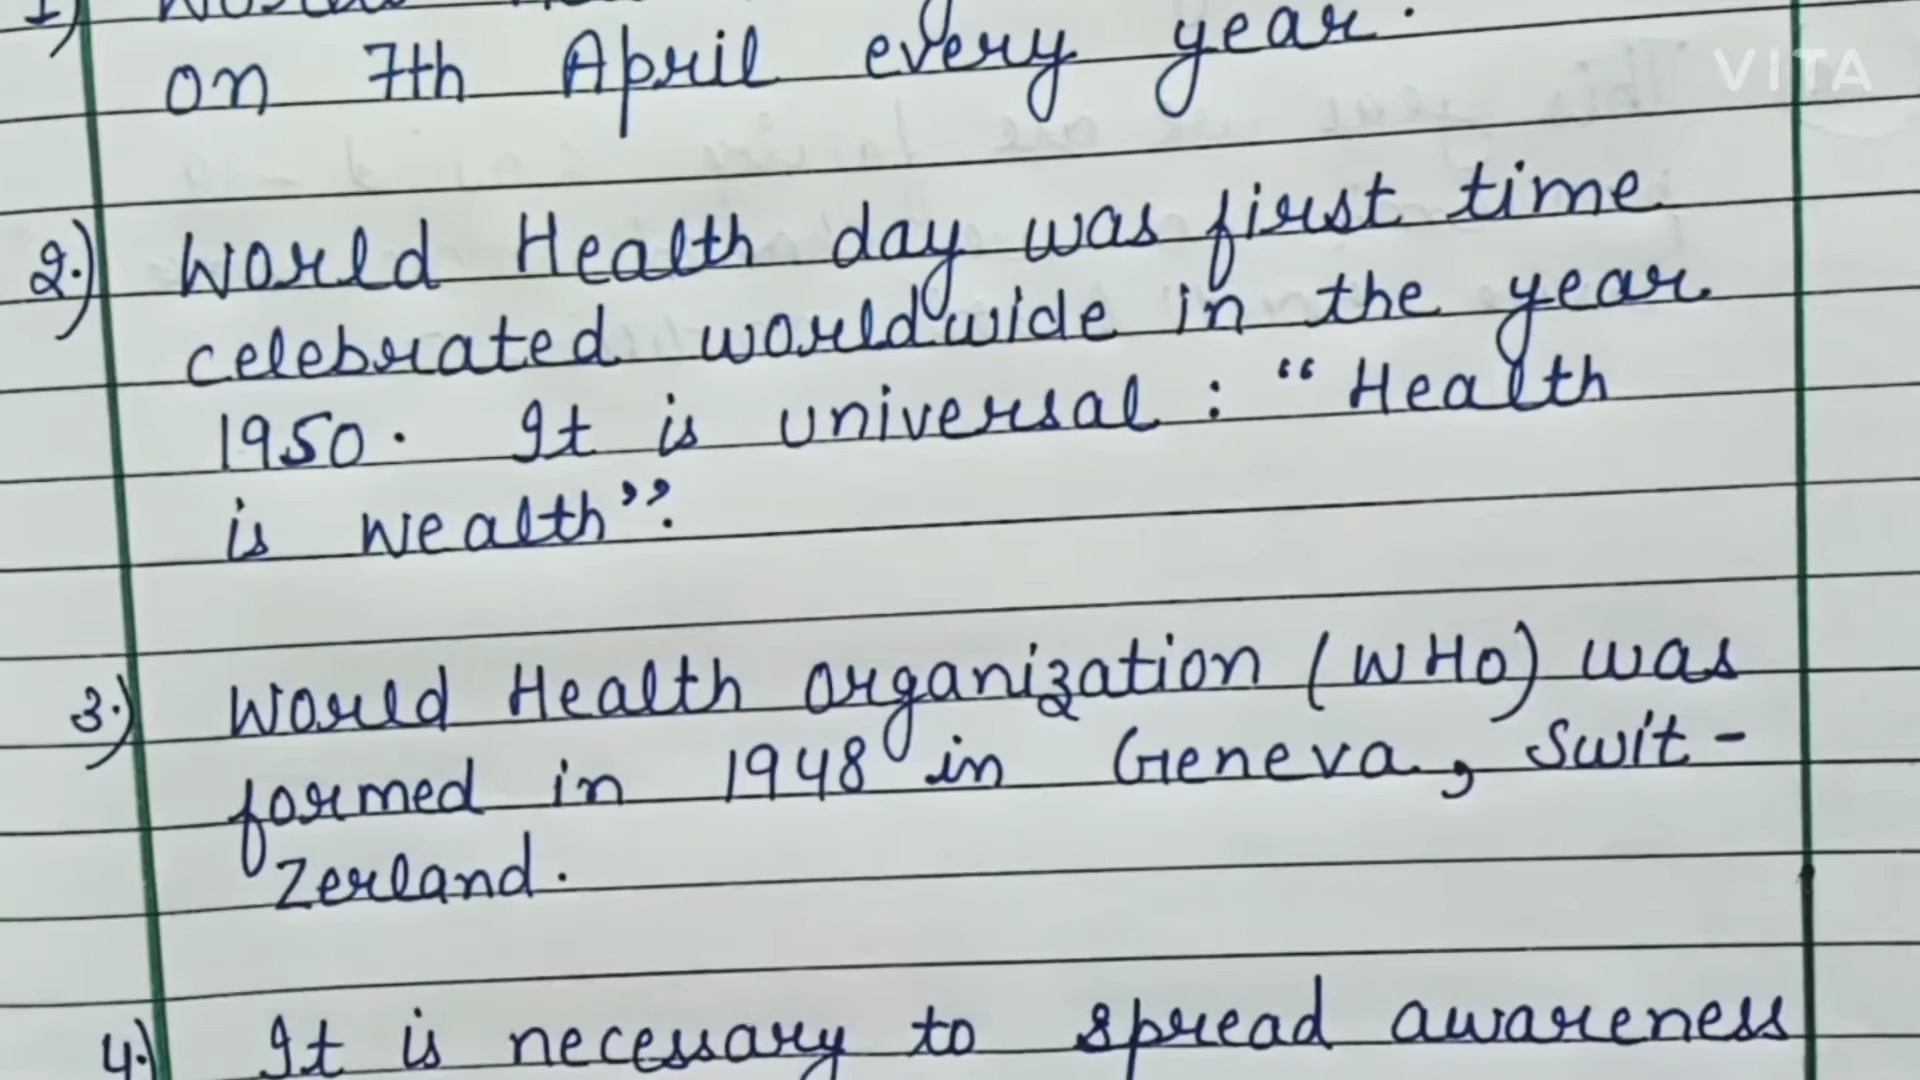 1)
on 7th April every year.
VITA
2.) World Health day was first time
celebrated worldwide in the year
1950. It is universal : “Health
is wealth”.
3.) World Health organization (WHO) was
formed in 1948 in Geneva, Swit-
zerland.
4.) It is necessary to spread awareness